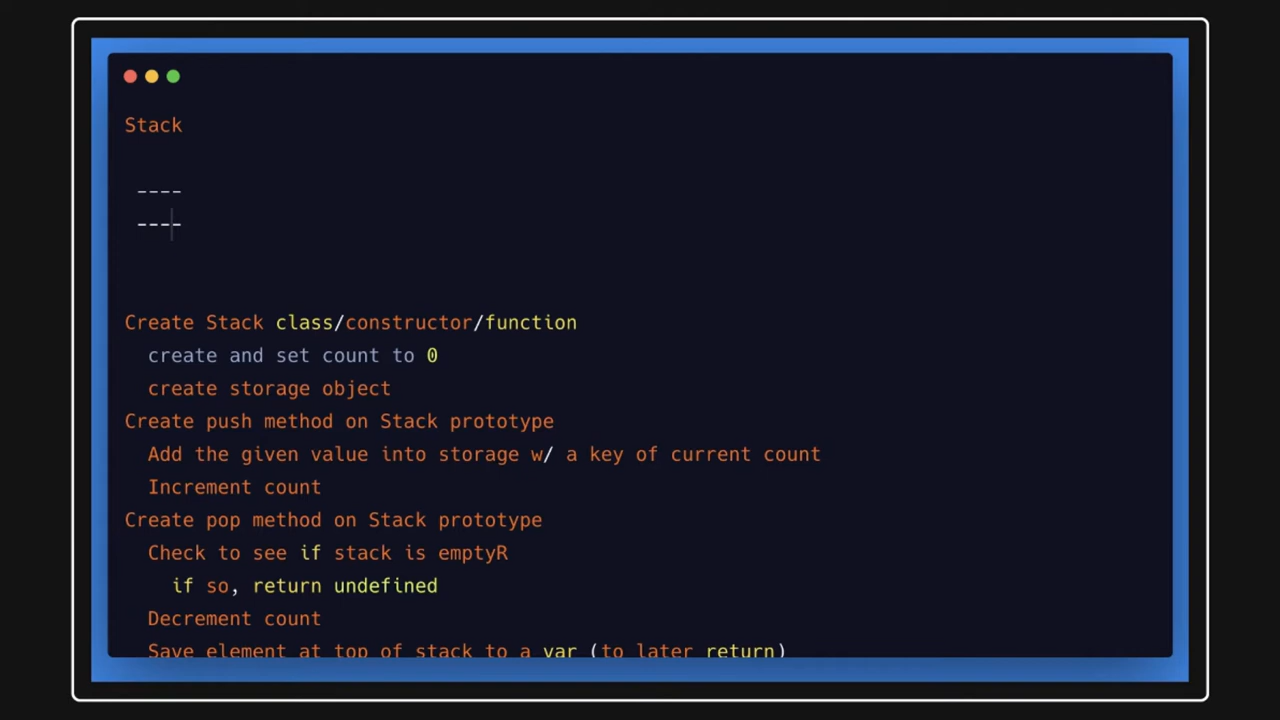 Stack
----
----
Create Stack class/constructor/function
create and set count to 0
create storage object
Create push method on Stack prototype
Add the given value into storage w/ a key of current count
Increment count
Create pop method on Stack prototype
Check to see if stack is emptyR
if so, return undefined
Decrement count
Save element at top of stack to a var (to later return)